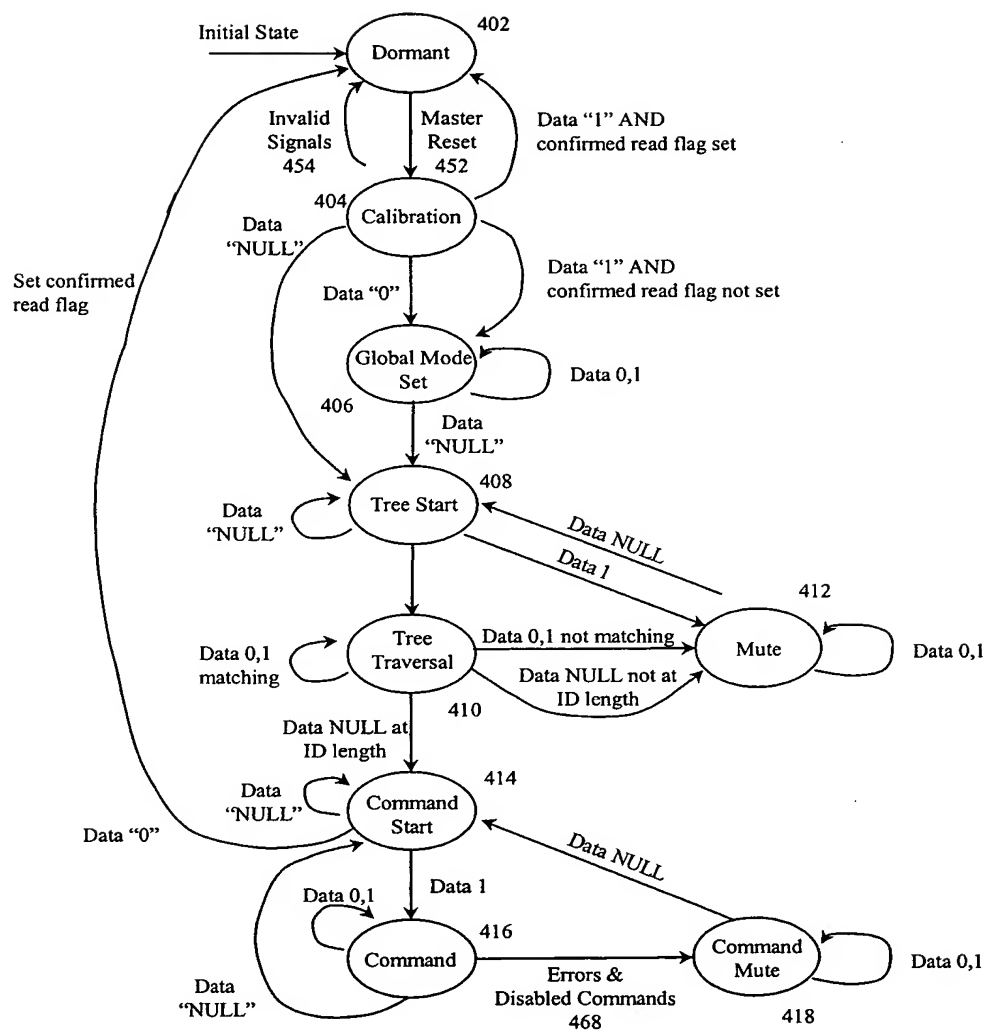 402
Initial State
Dormant
Invalid
Signals
454
Master
Reset
452
Data “1” AND
confirmed read flag set
404
Calibration
Data
“NULL”
Set confirmed
read flag
Data “0”
Data “1” AND
confirmed read flag not set
Global Mode
Set
Data 0,1
406
Data
“NULL”
408
Data
“NULL”
Tree Start
Data NULL
Data 1
412
Data 0,1
matching
Tree
Traversal
Data 0,1 not matching
Mute
Data 0,1
Data NULL not at
ID length
410
Data NULL at
ID length
414
Data
“NULL”
Command
Start
Data “0”
Data NULL
Data 0,1
Data 1
416
Command
Command
Mute
Data 0,1
Errors &
Disabled Commands
468
Data
“NULL”
418